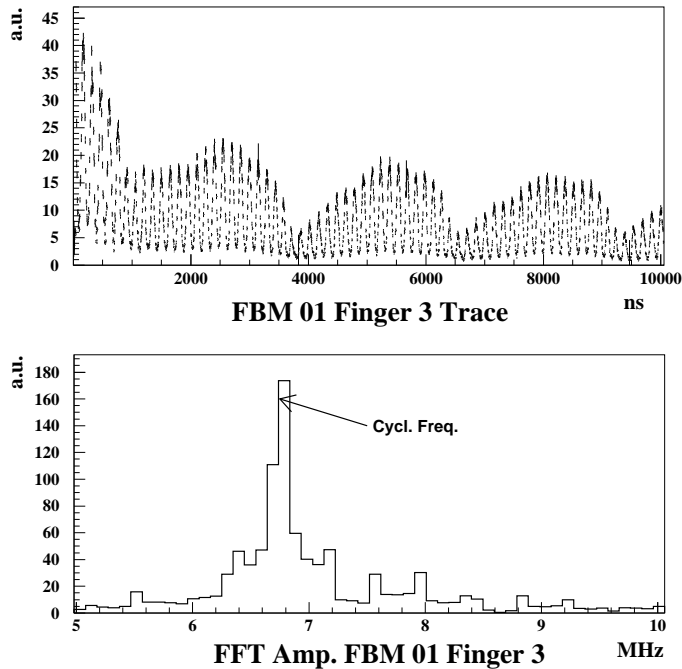 a.u.
45
40
35
30
25
20
15
10
5
0
2000 4000 6000 8000 10000
ns
FBM 01 Finger 3 Trace
a.u.
180
160
140
120
100
80
60
40
20
0
Cycl. Freq.
5 6 7 8 9 10
MHz
FFT Amp. FBM 01 Finger 3